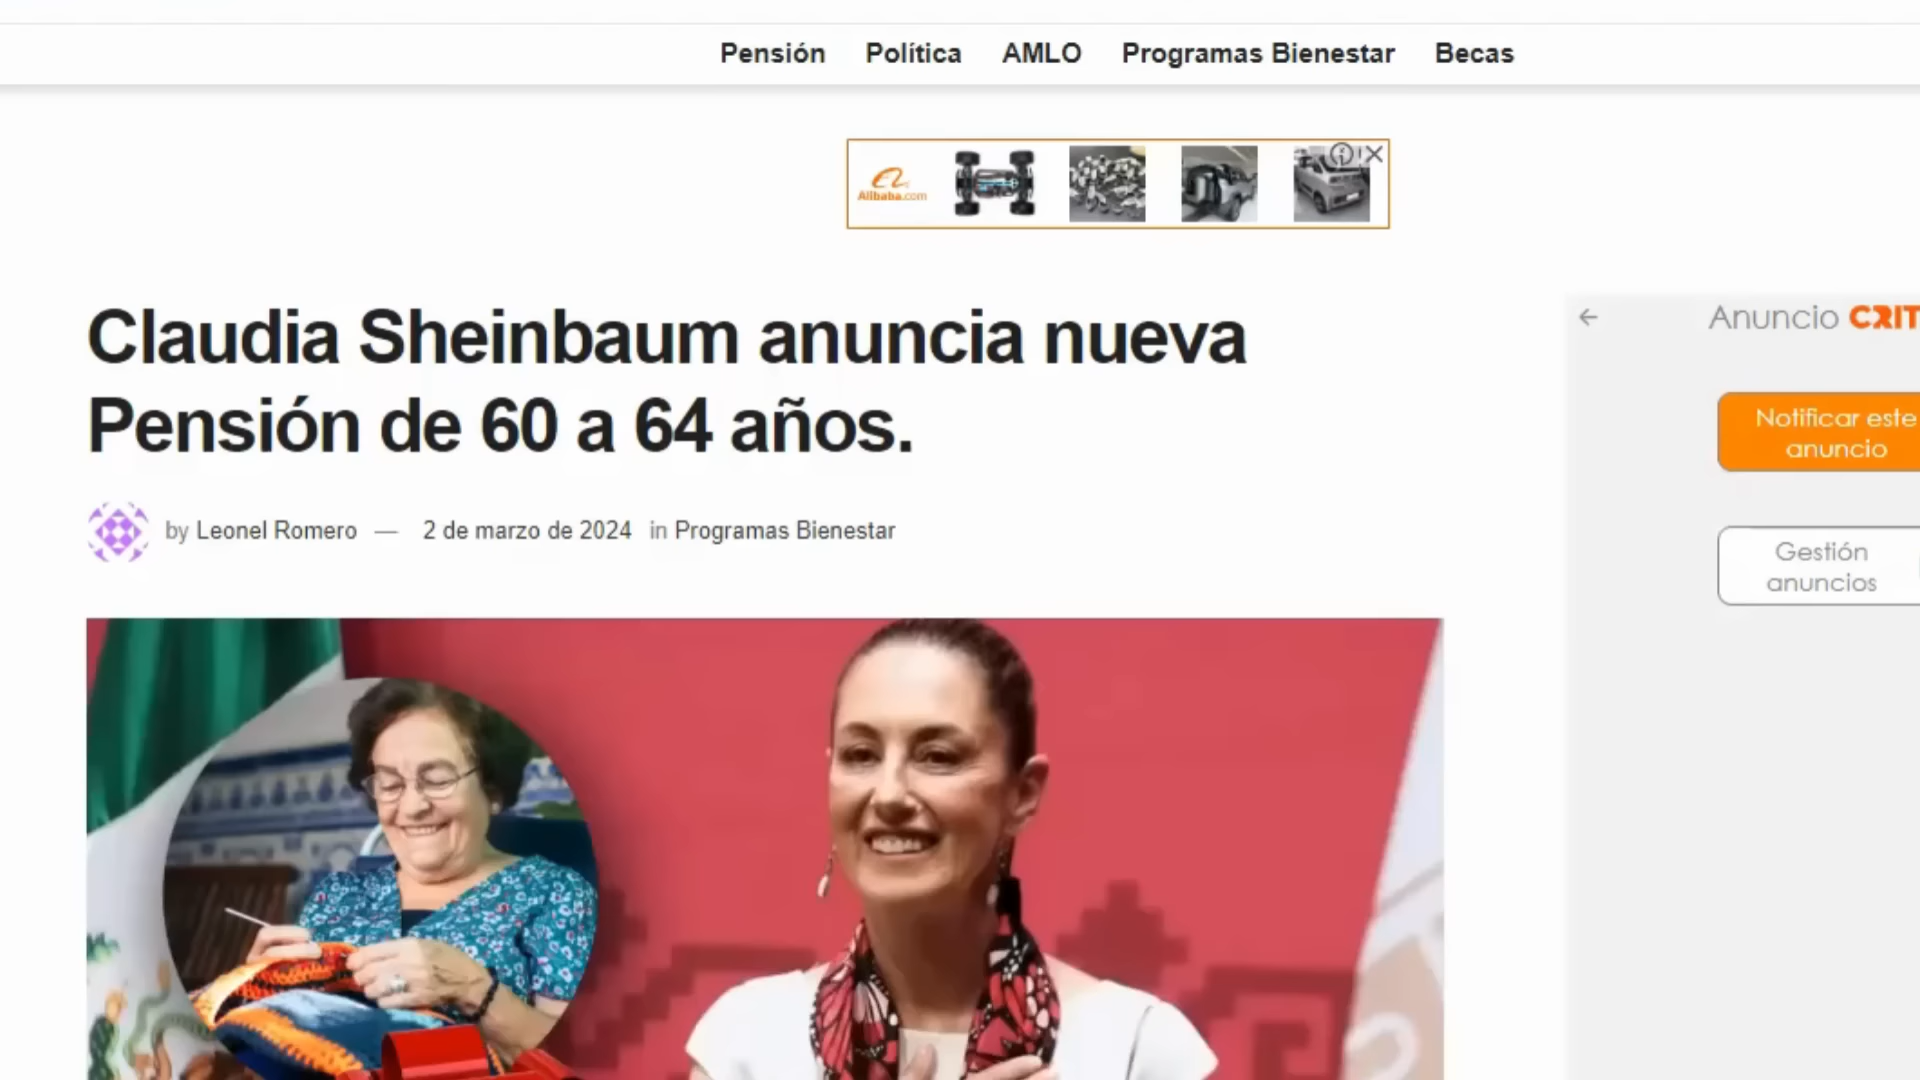 Pensión Política AMLO Programas Bienestar Becas
Alibaba.com
Claudia Sheinbaum anuncia nueva
Pensión de 60 a 64 años.
by Leonel Romero — 2 de marzo de 2024 in Programas Bienestar
Anuncio CRIT
Notificar este
anuncio
Gestión
anuncios